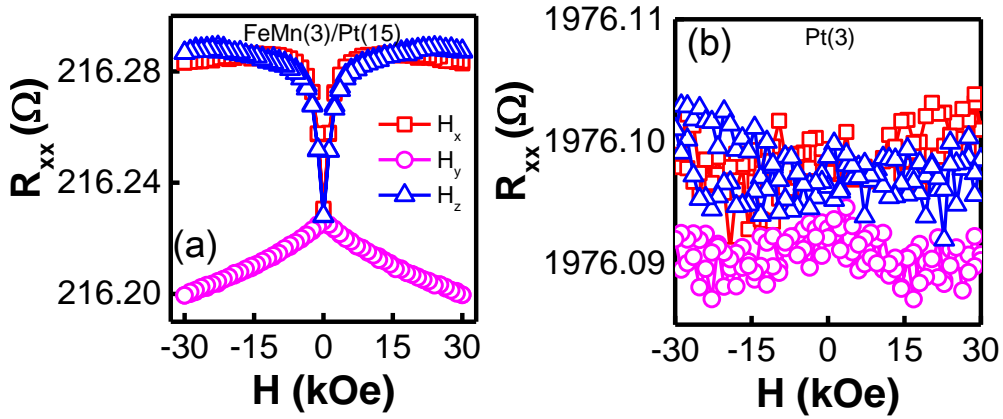 FeMn(3)/Pt(15)
216.28
216.24
216.20
R_xx (Ω)
H_x
H_y
H_z
(a)
-30 -15 0 15 30
H (kOe)
(b)
Pt(3)
1976.11
1976.10
1976.09
R_xx (Ω)
-30 -15 0 15 30
H (kOe)